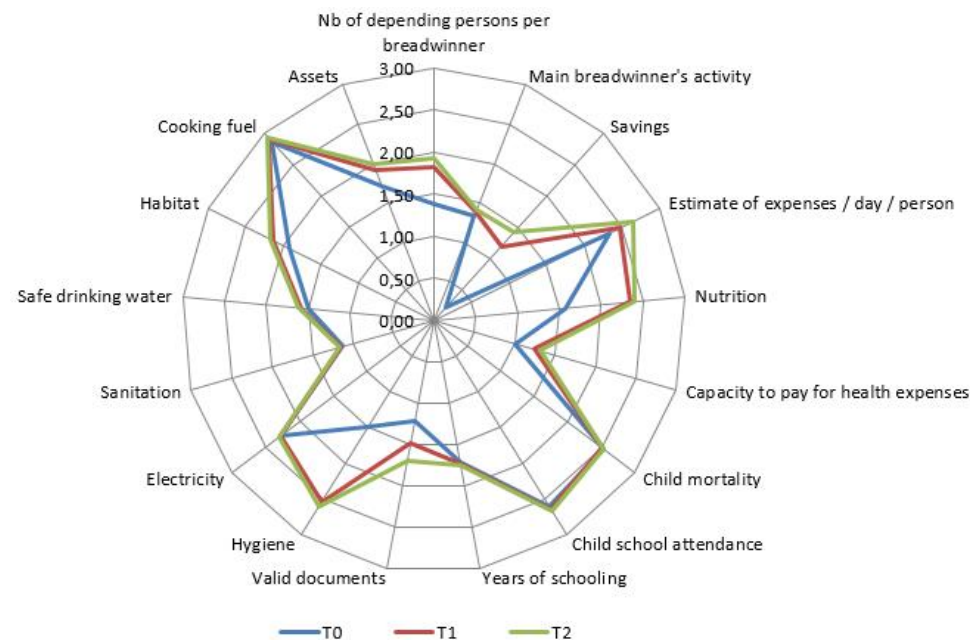 Nb of depending persons per
breadwinner
Main breadwinner's activity
Savings
Estimate of expenses / day / person
Nutrition
Capacity to pay for health expenses
Child mortality
Child school attendance
Years of schooling
Valid documents
Hygiene
Electricity
Sanitation
Safe drinking water
Habitat
Cooking fuel
Assets
3,00
2,50
2,00
1,50
1,00
0,50
0,00
T0 T1 T2